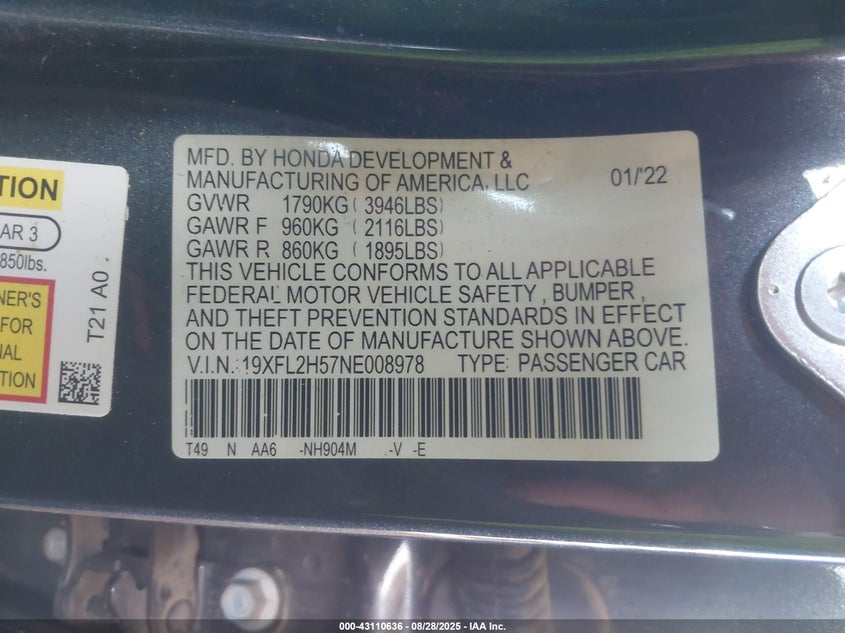 TION
AR 3
850lbs.
NER'S
FOR
NAL
TION
T21 A0
MFD. BY HONDA DEVELOPMENT &
MANUFACTURING OF AMERICA, LLC 01/'22
GVWR 1790KG ( 3946LBS)
GAWR F 960KG ( 2116LBS)
GAWR R 860KG ( 1895LBS)
THIS VEHICLE CONFORMS TO ALL APPLICABLE
FEDERAL MOTOR VEHICLE SAFETY , BUMPER ,
AND THEFT PREVENTION STANDARDS IN EFFECT
ON THE DATE OF MANUFACTURE SHOWN ABOVE.
V.I.N.: 19XFL2H57NE008978 TYPE: PASSENGER CAR
T49 N AA6 -NH904M -V -E
000-43110636 - 08/28/2025 - IAA Inc.